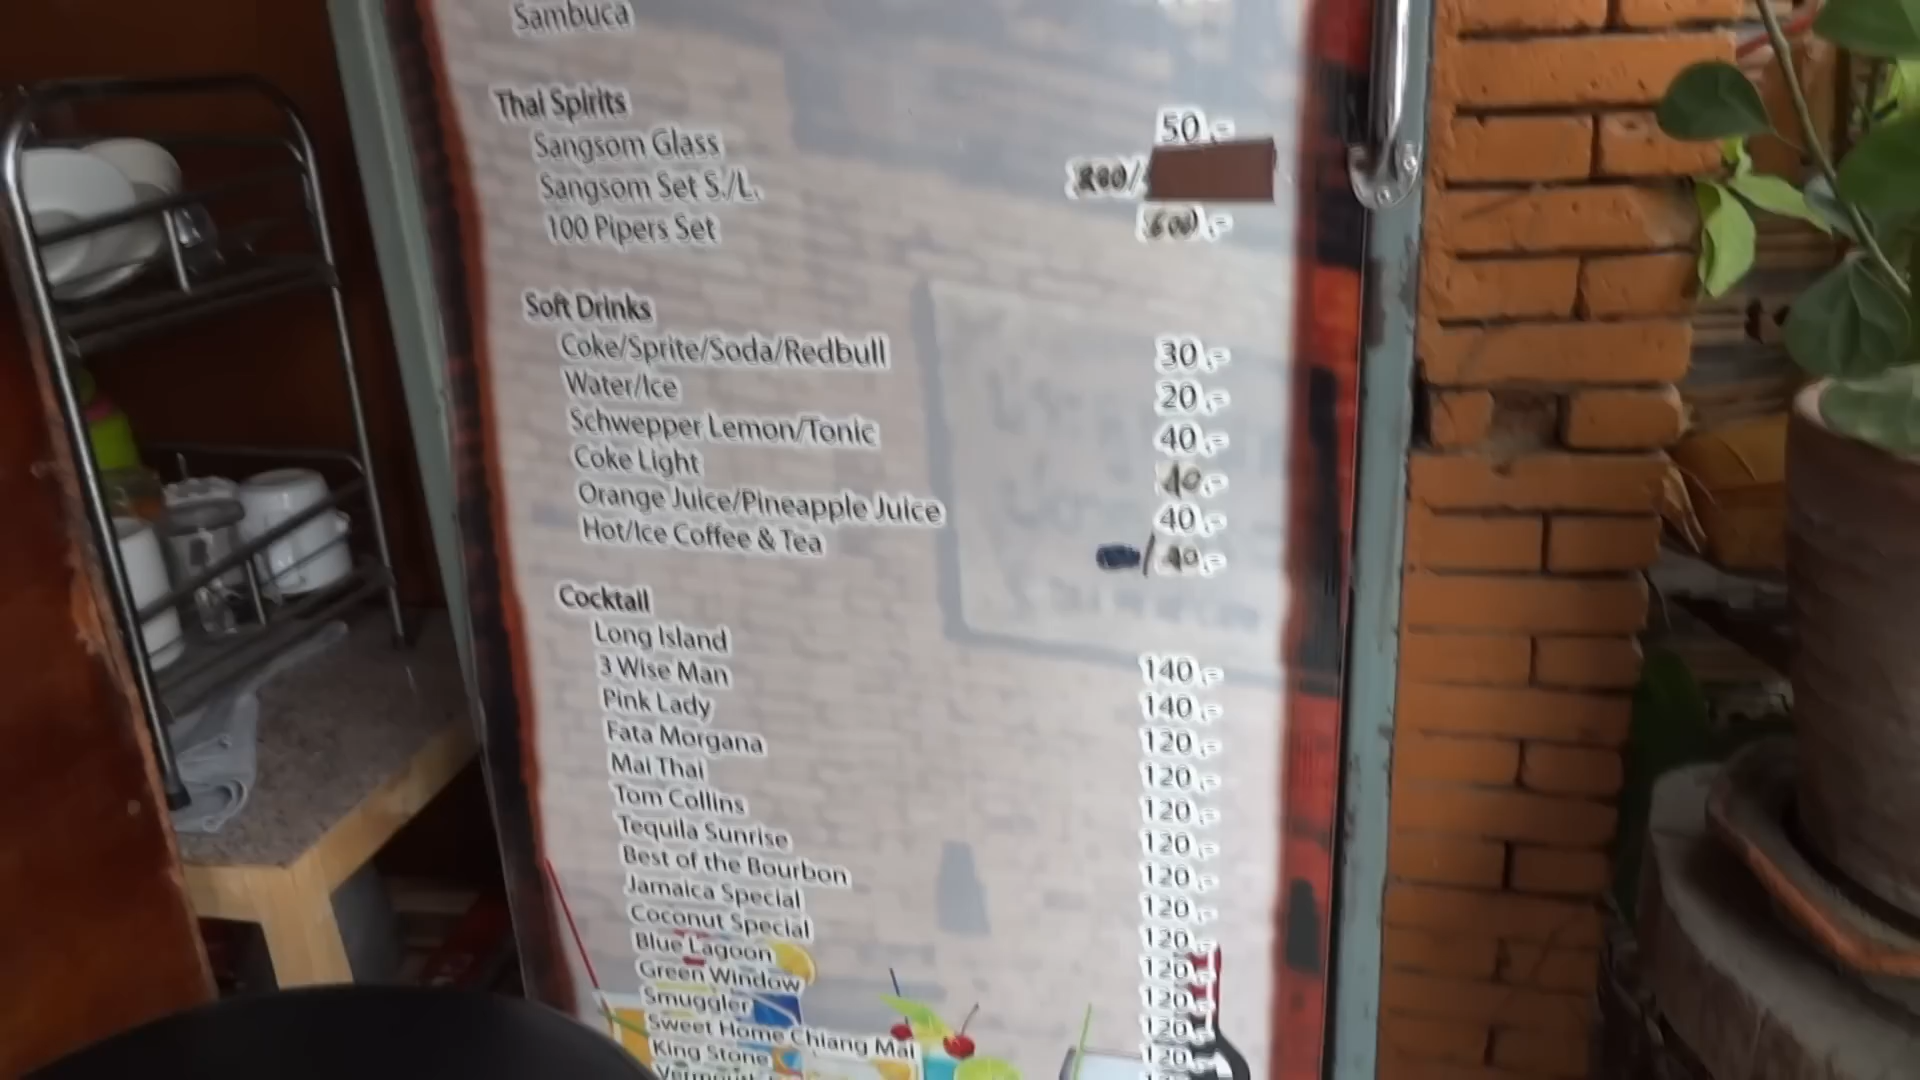 Sambuca
Thai Spirits
Sangsom Glass 50,=
Sangsom Set S./L.
100 Pipers Set 600,=
Soft Drinks
Coke/Sprite/Soda/Redbull 30,=
Water/Ice 20,=
Schwepper Lemon/Tonic 40,=
Coke Light 40,=
Orange Juice/Pineapple Juice 40,=
Hot/Ice Coffee & Tea /40,=
Cocktail
Long Island 140,=
3 Wise Man 140,=
Pink Lady 120,=
Fata Morgana 120,=
Mai Thai 120,=
Tom Collins 120,=
Tequila Sunrise 120,=
Best of the Bourbon 120,=
Jamaica Special 120,=
Coconut Special 120,=
Blue Lagoon 120,=
Green Window 120,=
Smuggler 120,=
Sweet Home Chiang Mai
King Stone